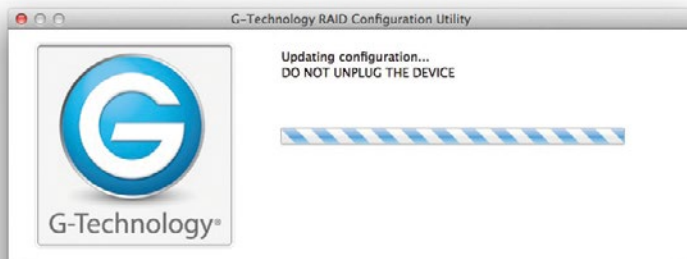 G-Technology RAID Configuration Utility
Updating configuration...
DO NOT UNPLUG THE DEVICE
G
G-Technology®